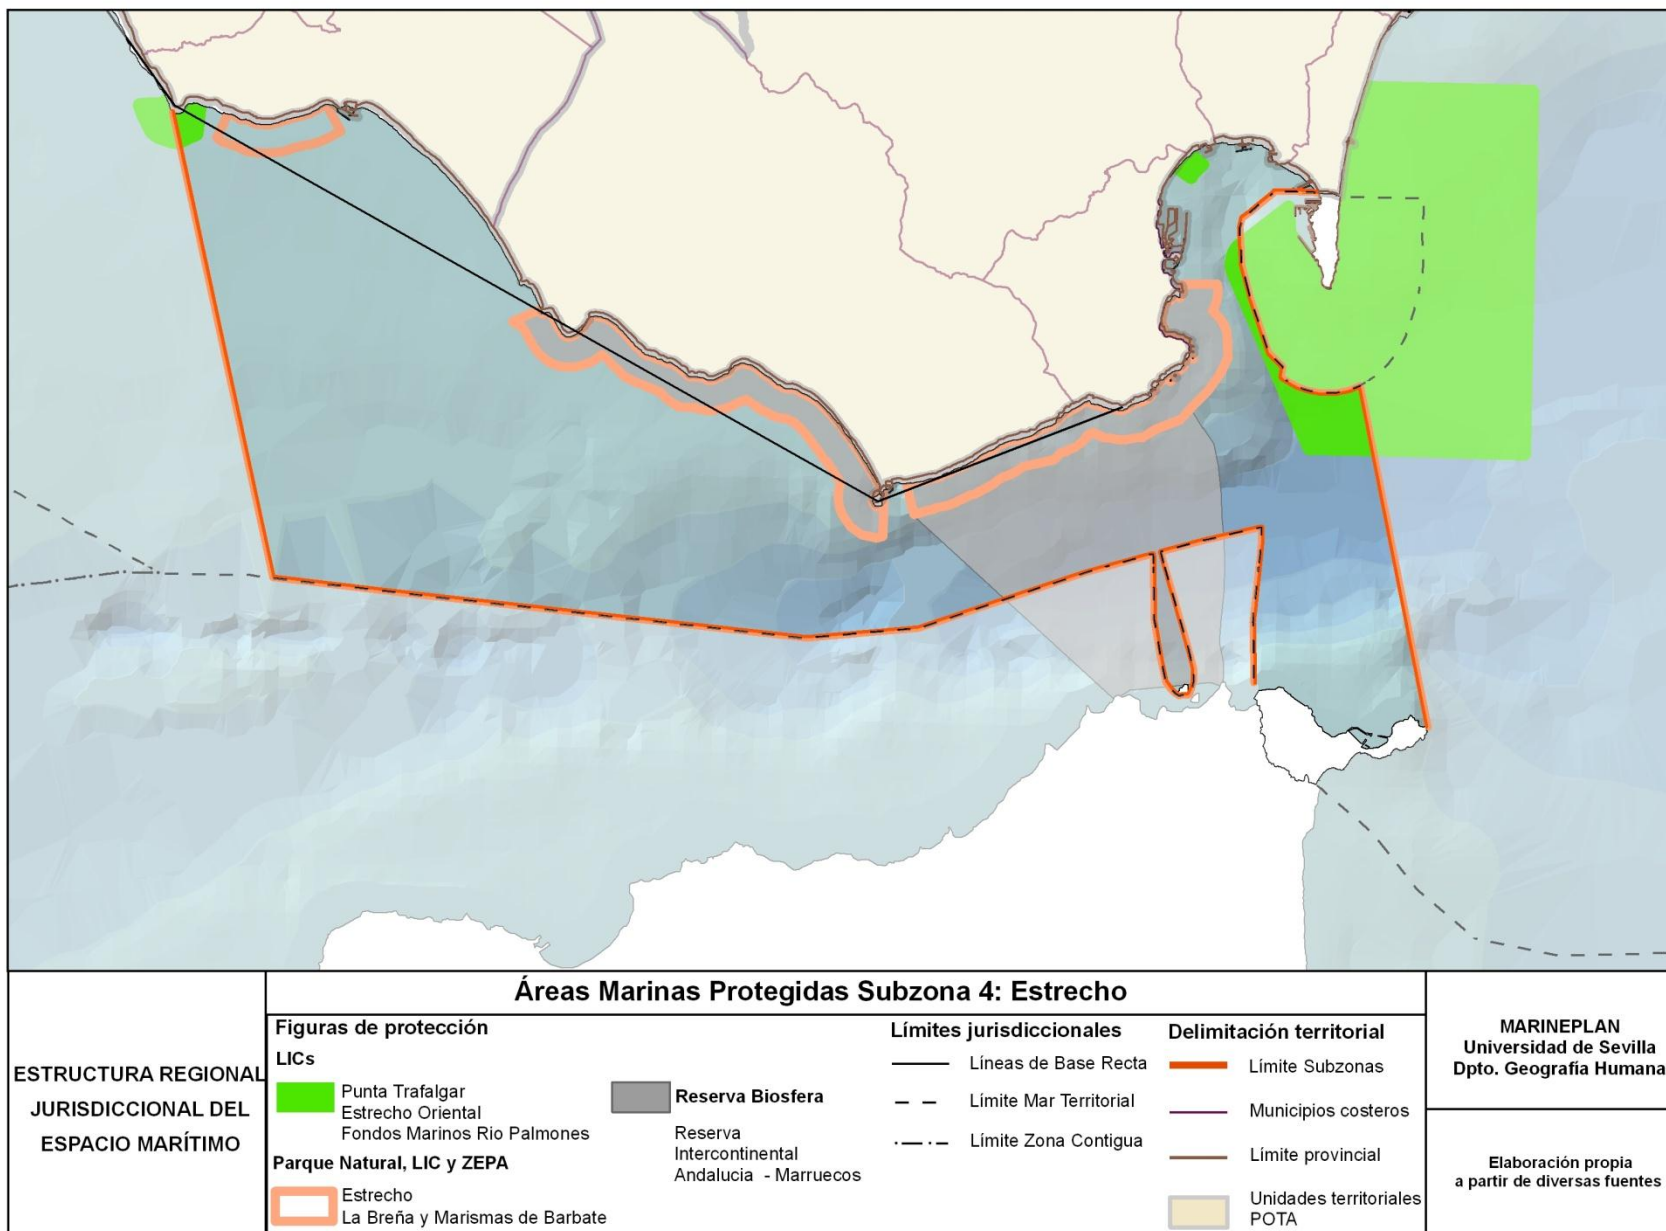 Áreas Marinas Protegidas Subzona 4: Estrecho
ESTRUCTURA REGIONAL
JURISDICCIONAL DEL
ESPACIO MARÍTIMO
Figuras de protección
LICs
Punta Trafalgar
Estrecho Oriental
Fondos Marinos Rio Palmones
Parque Natural, LIC y ZEPA
Estrecho
La Breña y Marismas de Barbate
Reserva Biosfera
Reserva
Intercontinental
Andalucia - Marruecos
Límites jurisdiccionales
Líneas de Base Recta
Límite Mar Territorial
Límite Zona Contigua
Delimitación territorial
Límite Subzonas
Municipios costeros
Límite provincial
Unidades territoriales
POTA
MARINEPLAN
Universidad de Sevilla
Dpto. Geografía Humana
Elaboración propia
a partir de diversas fuentes